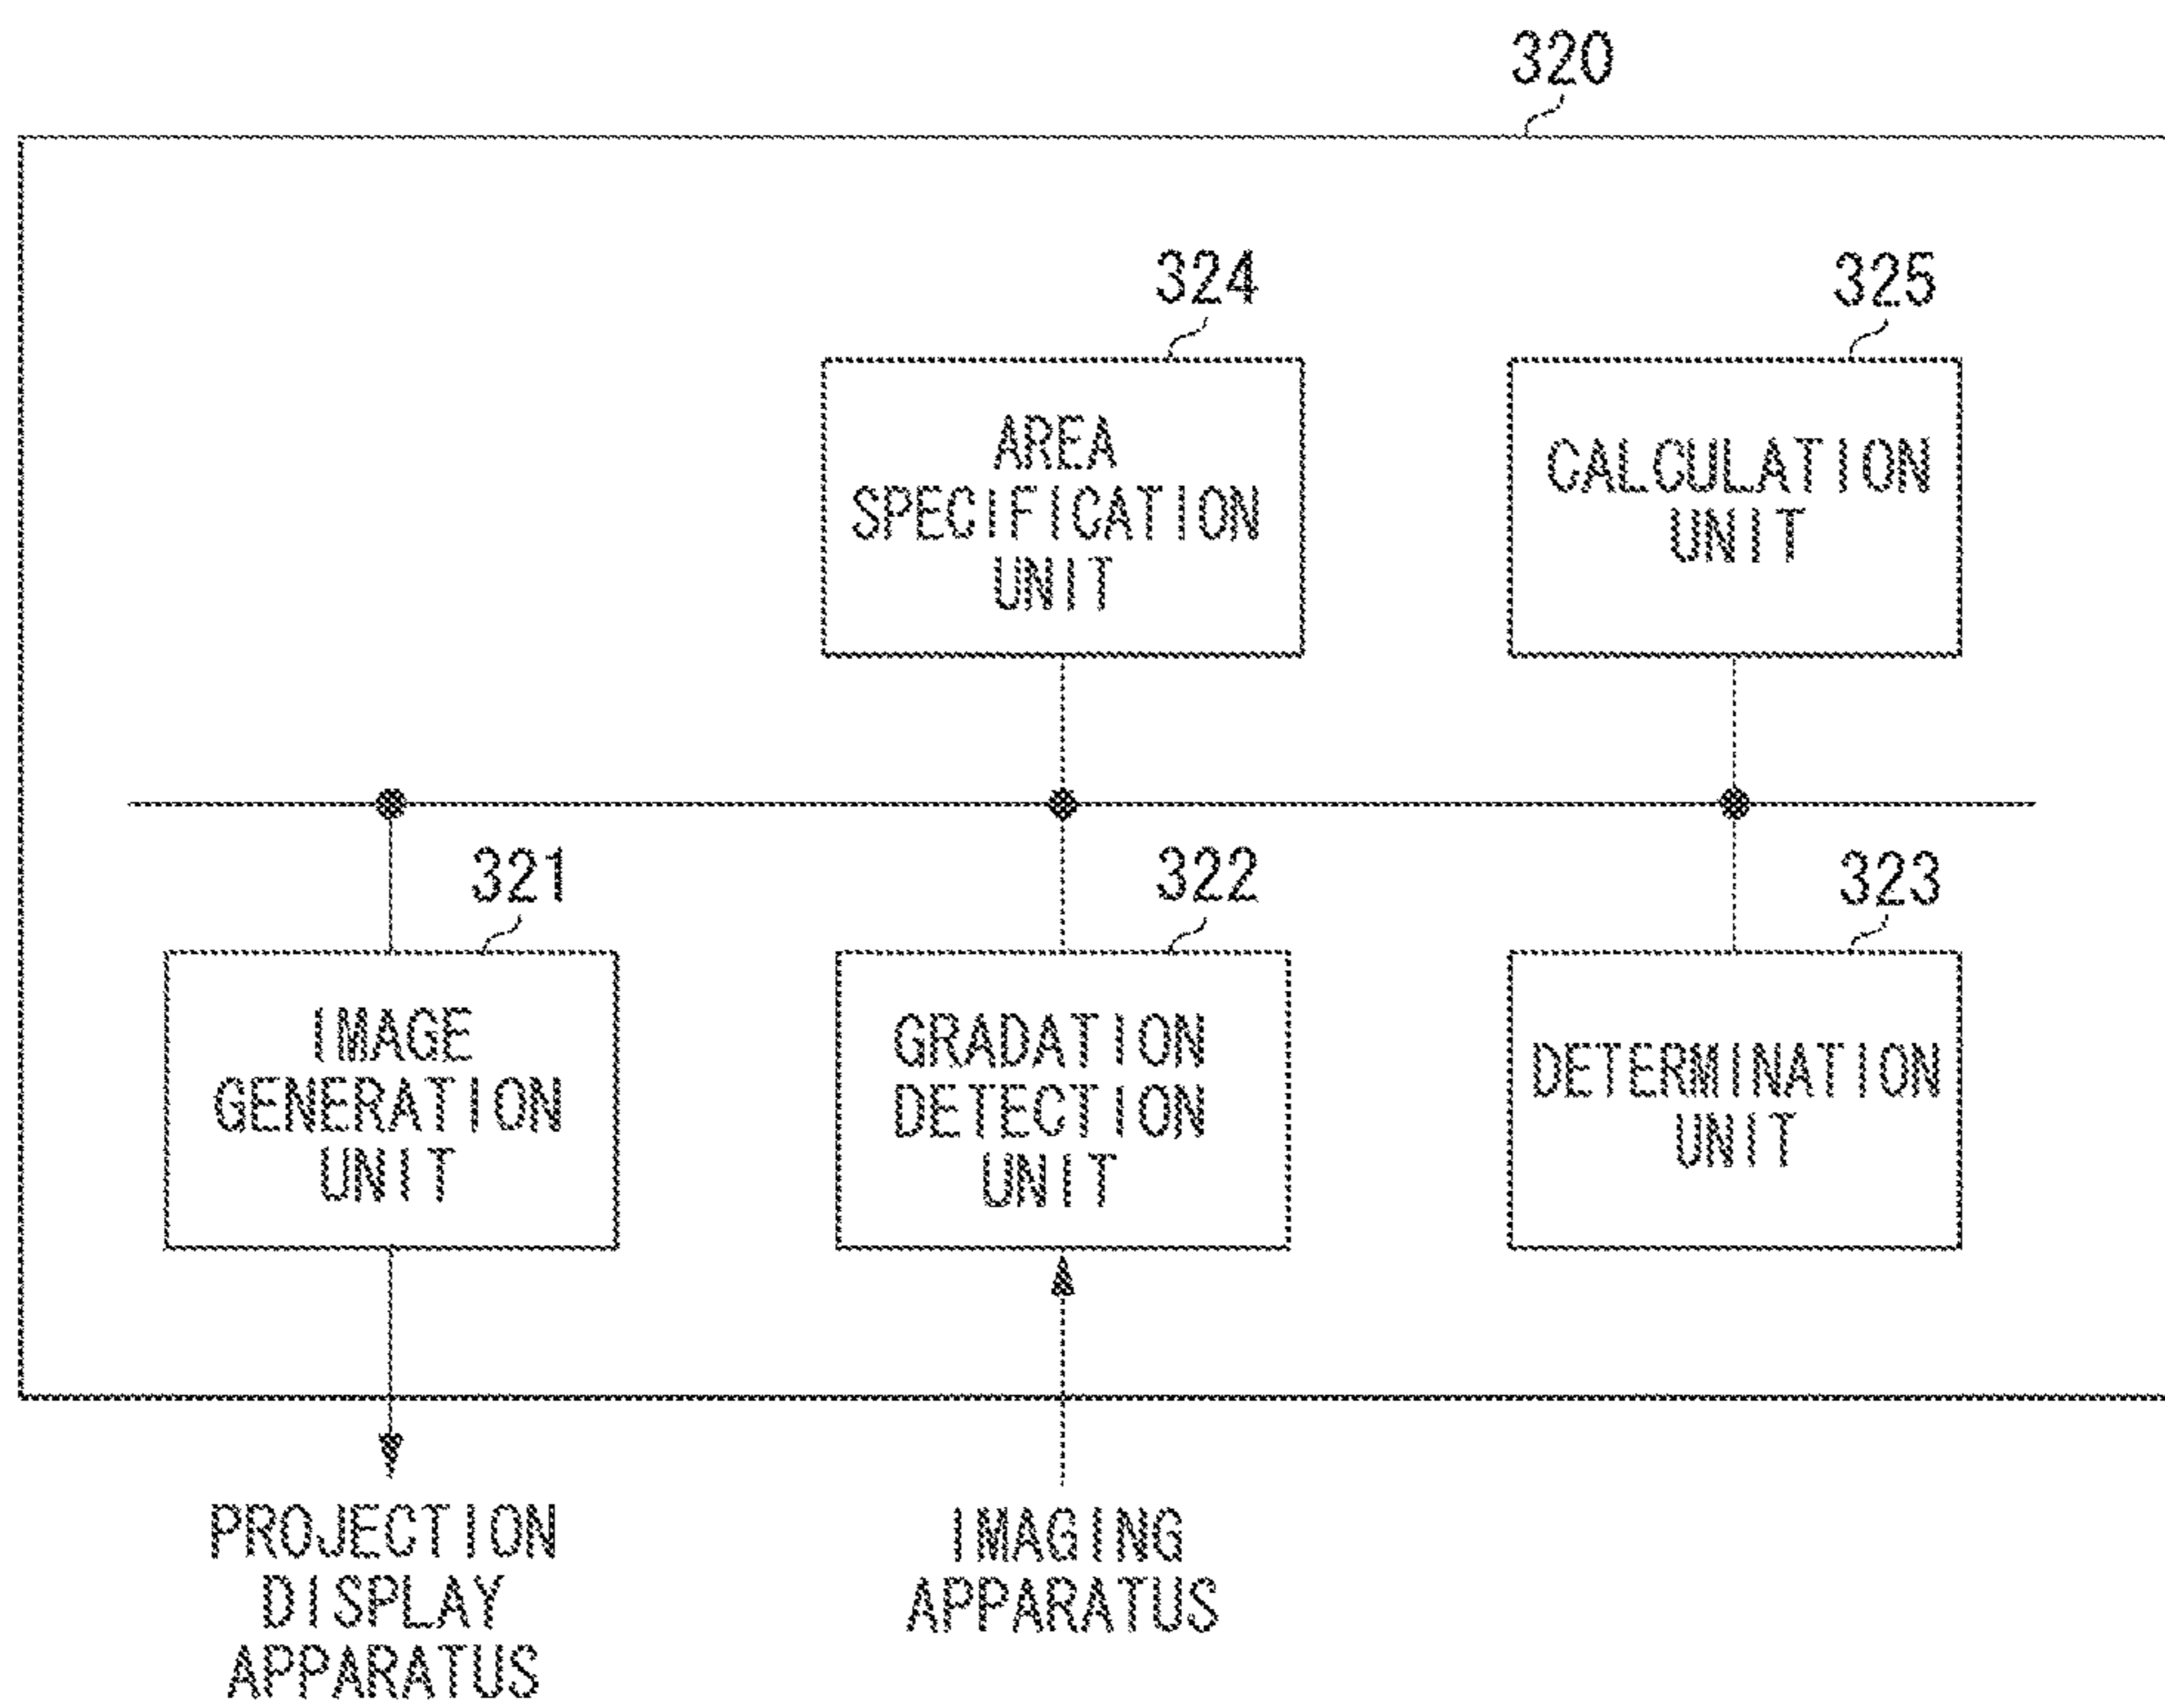 320
324
325
AREA
SPECIFICATION
UNIT
CALCULATION
UNIT
321
322
323
IMAGE
GENERATION
UNIT
GRADATION
DETECTION
UNIT
DETERMINATION
UNIT
PROJECTION
DISPLAY
APPARATUS
IMAGING
APPARATUS